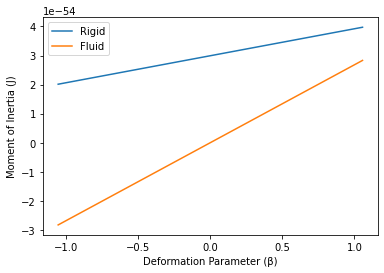 1e−54
Rigid
Fluid
4
3
2
1
0
−1
−2
−3
Moment of Inertia (J)
−1.0 −0.5 0.0 0.5 1.0
Deformation Parameter (β)